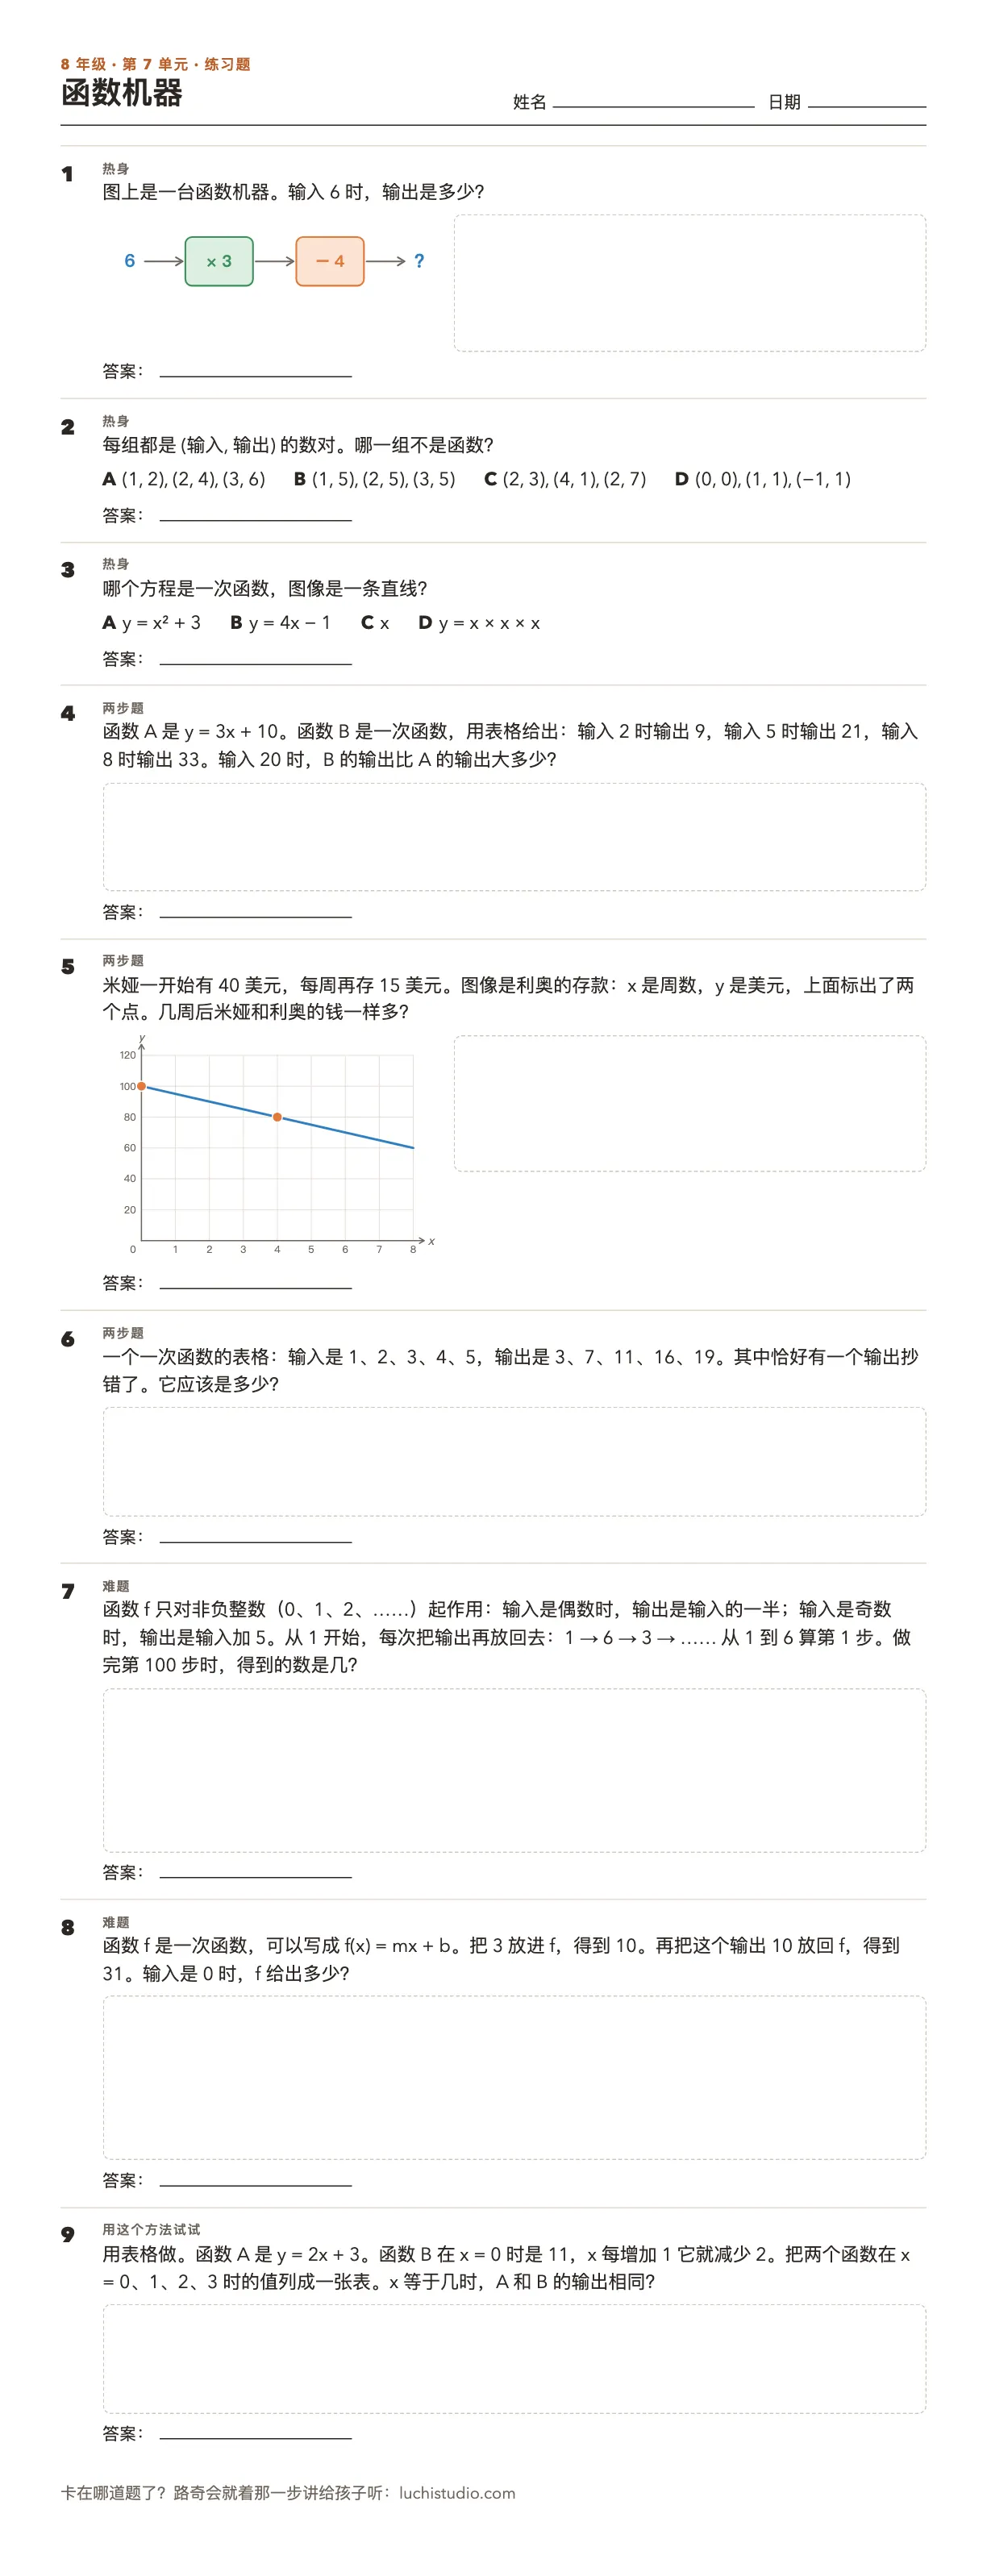 8 年级 · 第 7 单元 · 练习题
函数机器
姓名 日期
1
热身
图上是一台函数机器。输入 6 时，输出是多少？
6 × 3 − 4 ?
答案：
2
热身
每组都是 (输入, 输出) 的数对。哪一组不是函数？
A (1, 2), (2, 4), (3, 6) B (1, 5), (2, 5), (3, 5) C (2, 3), (4, 1), (2, 7) D (0, 0), (1, 1), (−1, 1)
答案：
3
热身
哪个方程是一次函数，图像是一条直线？
A y = x² + 3 B y = 4x − 1 C x D y = x × x × x
答案：
4
两步题
函数 A 是 y = 3x + 10。函数 B 是一次函数，用表格给出：输入 2 时输出 9，输入 5 时输出 21，输入
8 时输出 33。输入 20 时，B 的输出比 A 的输出大多少？
答案：
5
两步题
米娅一开始有 40 美元，每周再存 15 美元。图像是利奥的存款：x 是周数，y 是美元，上面标出了两
个点。几周后米娅和利奥的钱一样多？
y
120
100
80
60
40
20
0 1 2 3 4 5 6 7 8 x
答案：
6
两步题
一个一次函数的表格：输入是 1、2、3、4、5，输出是 3、7、11、16、19。其中恰好有一个输出抄
错了。它应该是多少？
答案：
7
难题
函数 f 只对非负整数（0、1、2、……）起作用：输入是偶数时，输出是输入的一半；输入是奇数
时，输出是输入加 5。从 1 开始，每次把输出再放回去：1 → 6 → 3 → …… 从 1 到 6 算第 1 步。做
完第 100 步时，得到的数是几？
答案：
8
难题
函数 f 是一次函数，可以写成 f(x) = mx + b。把 3 放进 f，得到 10。再把这个输出 10 放回 f，得到
31。输入是 0 时，f 给出多少？
答案：
9
用这个方法试试
用表格做。函数 A 是 y = 2x + 3。函数 B 在 x = 0 时是 11，x 每增加 1 它就减少 2。把两个函数在 x
= 0、1、2、3 时的值列成一张表。x 等于几时，A 和 B 的输出相同？
答案：
卡在哪道题了？路奇会就着那一步讲给孩子听：luchistudio.com